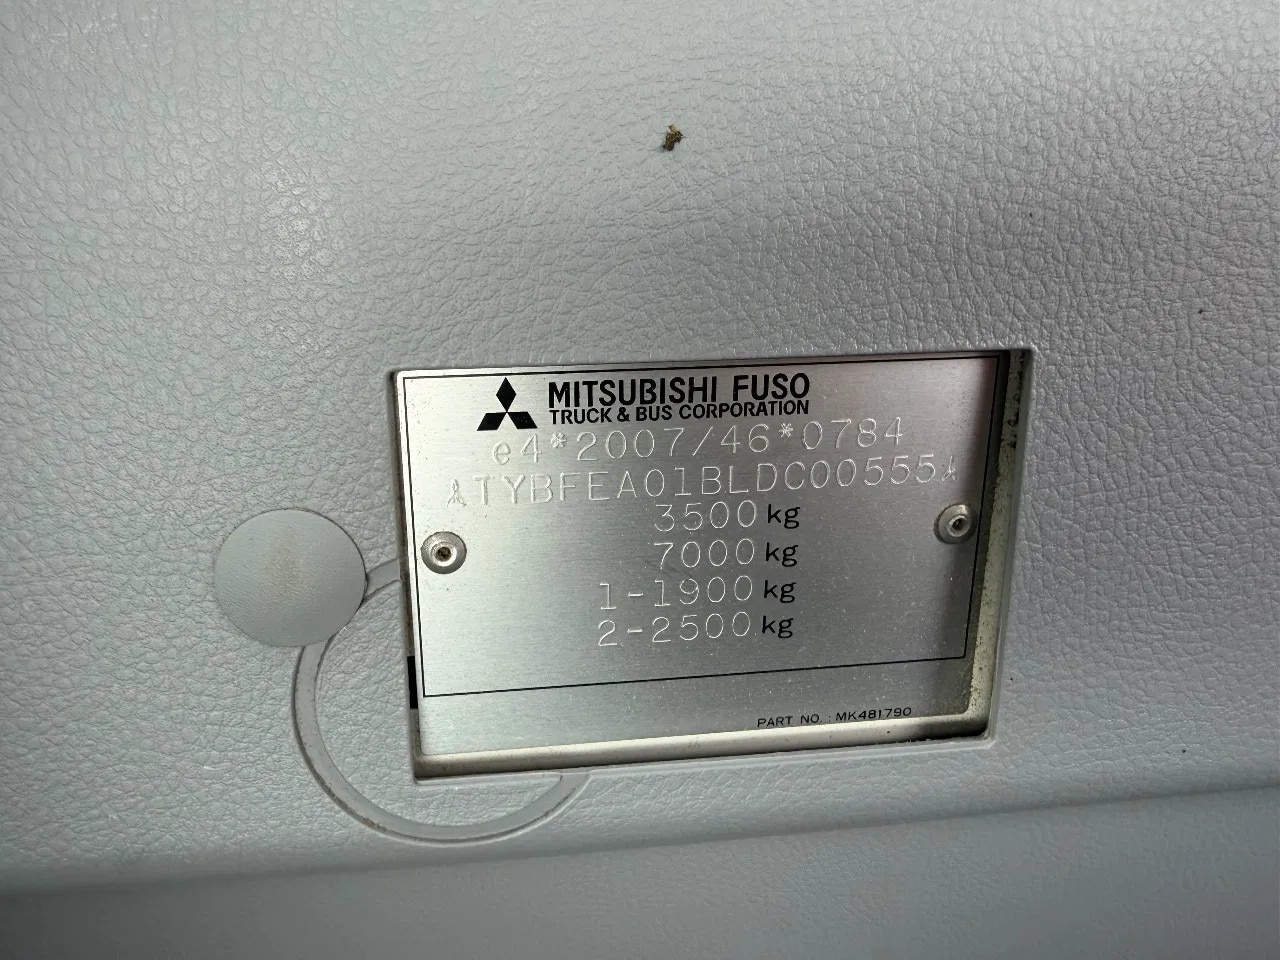 MITSUBISHI FUSO
TRUCK & BUS CORPORATION
e4*2007/46*0784
TYBFEA01BLDC00555
3500 kg
7000 kg
1-1900 kg
2-2500 kg
PART NO. : MK481790